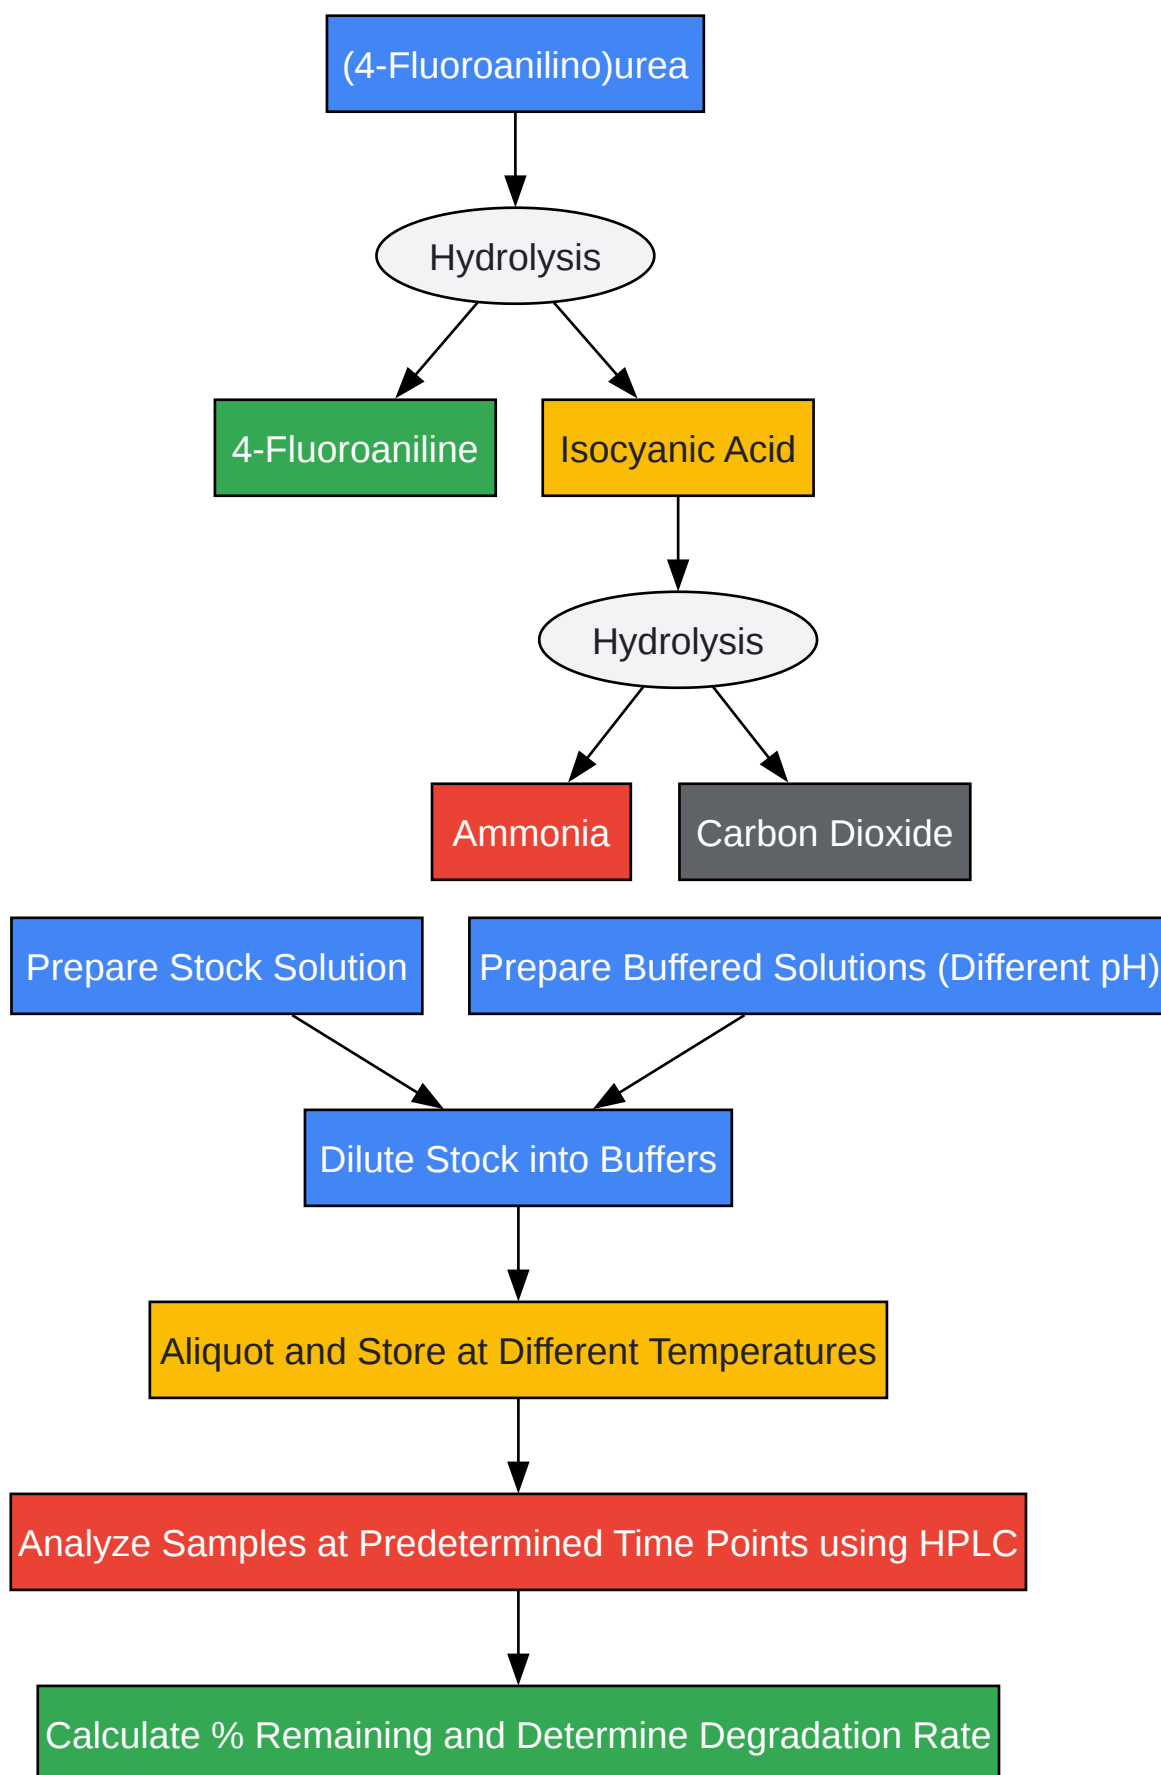 (4-Fluoroanilino)urea
Hydrolysis
4-Fluoroaniline
Isocyanic Acid
Hydrolysis
Ammonia
Carbon Dioxide
Prepare Stock Solution
Prepare Buffered Solutions (Different pH)
Dilute Stock into Buffers
Aliquot and Store at Different Temperatures
Analyze Samples at Predetermined Time Points using HPLC
Calculate % Remaining and Determine Degradation Rate